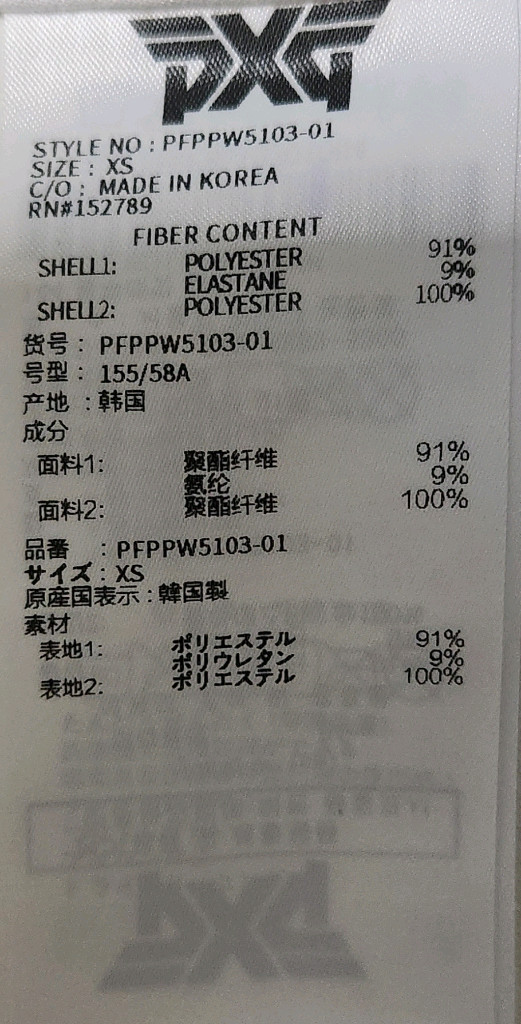 PXG
STYLE NO : PFPPW5103-01
SIZE : XS
C/O : MADE IN KOREA
RN#152789
FIBER CONTENT
SHELL1: POLYESTER 91%
ELASTANE 9%
SHELL2: POLYESTER 100%
货号 : PFPPW5103-01
号型 : 155/58A
产地 : 韩国
成分
面料1: 聚酯纤维 91%
氨纶 9%
面料2: 聚酯纤维 100%
品番 : PFPPW5103-01
サイズ : XS
原産国表示 : 韓国製
素材
表地1: ポリエステル 91%
ポリウレタン 9%
表地2: ポリエステル 100%